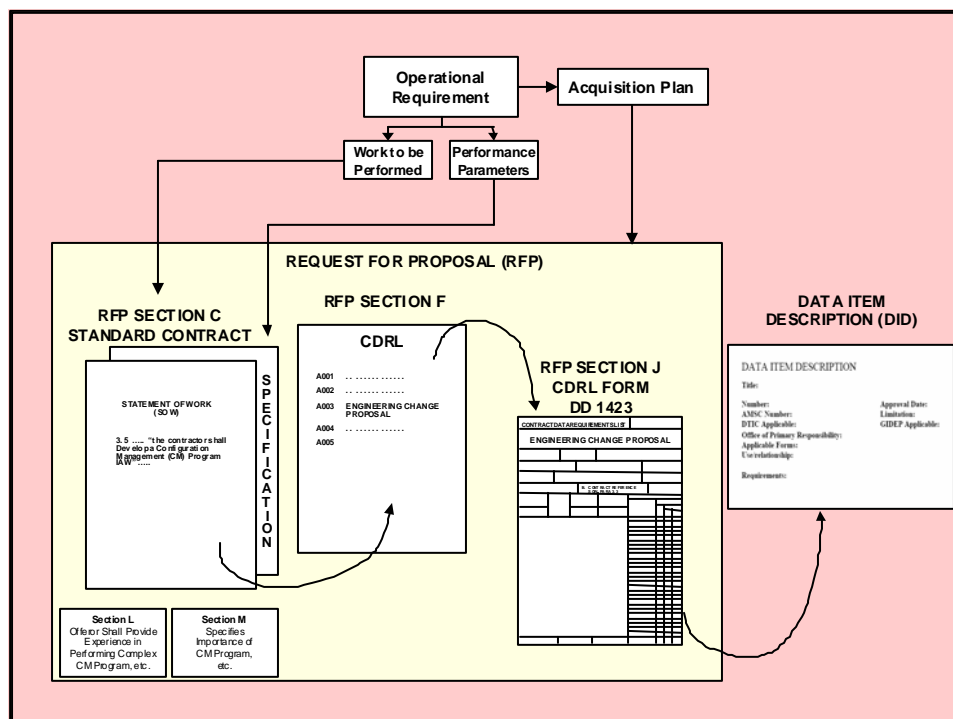 Operational
Requirement
Acquisition Plan
Work to be
Performed
Performance
Parameters
REQUEST FOR PROPOSAL (RFP)
RFP SECTION C
STANDARD CONTRACT
STATEMENT OF WORK
(SOW)
3. 5 ..... "the contractor shall
Develop a Configuration
Management (CM) Program
IAW" .....
SPECIFICATION
RFP SECTION F
CDRL
A001 .. ...... ......
A002 .. ...... ......
A003 ENGINEERING CHANGE
PROPOSAL
A004 .. ...... ......
A005
RFP SECTION J
CDRL FORM
DD 1423
CONTRACT DATA REQUIREMENTS LIST
ENGINEERING CHANGE PROPOSAL
CONTRACT REFERENCE
DATA ITEM
DESCRIPTION (DID)
DATA ITEM DESCRIPTION
Title:
Number:
Approval Date:
AMSC Number:
Limitation:
DTIC Applicable:
GIDEP Applicable:
Office of Primary Responsibility:
Applicable Forms:
Use/relationship:
Requirements:
Section L
Offeror Shall Provide
Experience in
Performing Complex
CM Program, etc.
Section M
Specifies
Importance of
CM Program,
etc.